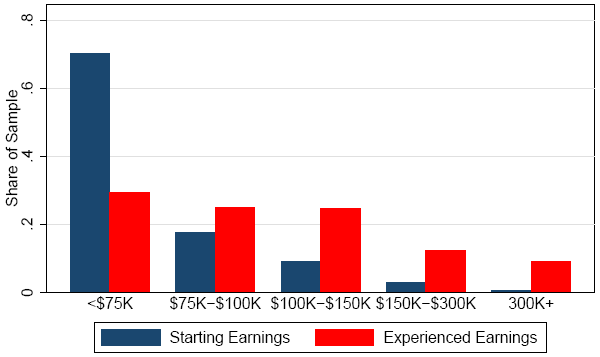 Share of Sample
.8
.6
.4
.2
0
<$75K $75K−$100K $100K−$150K $150K−$300K 300K+
Starting Earnings Experienced Earnings